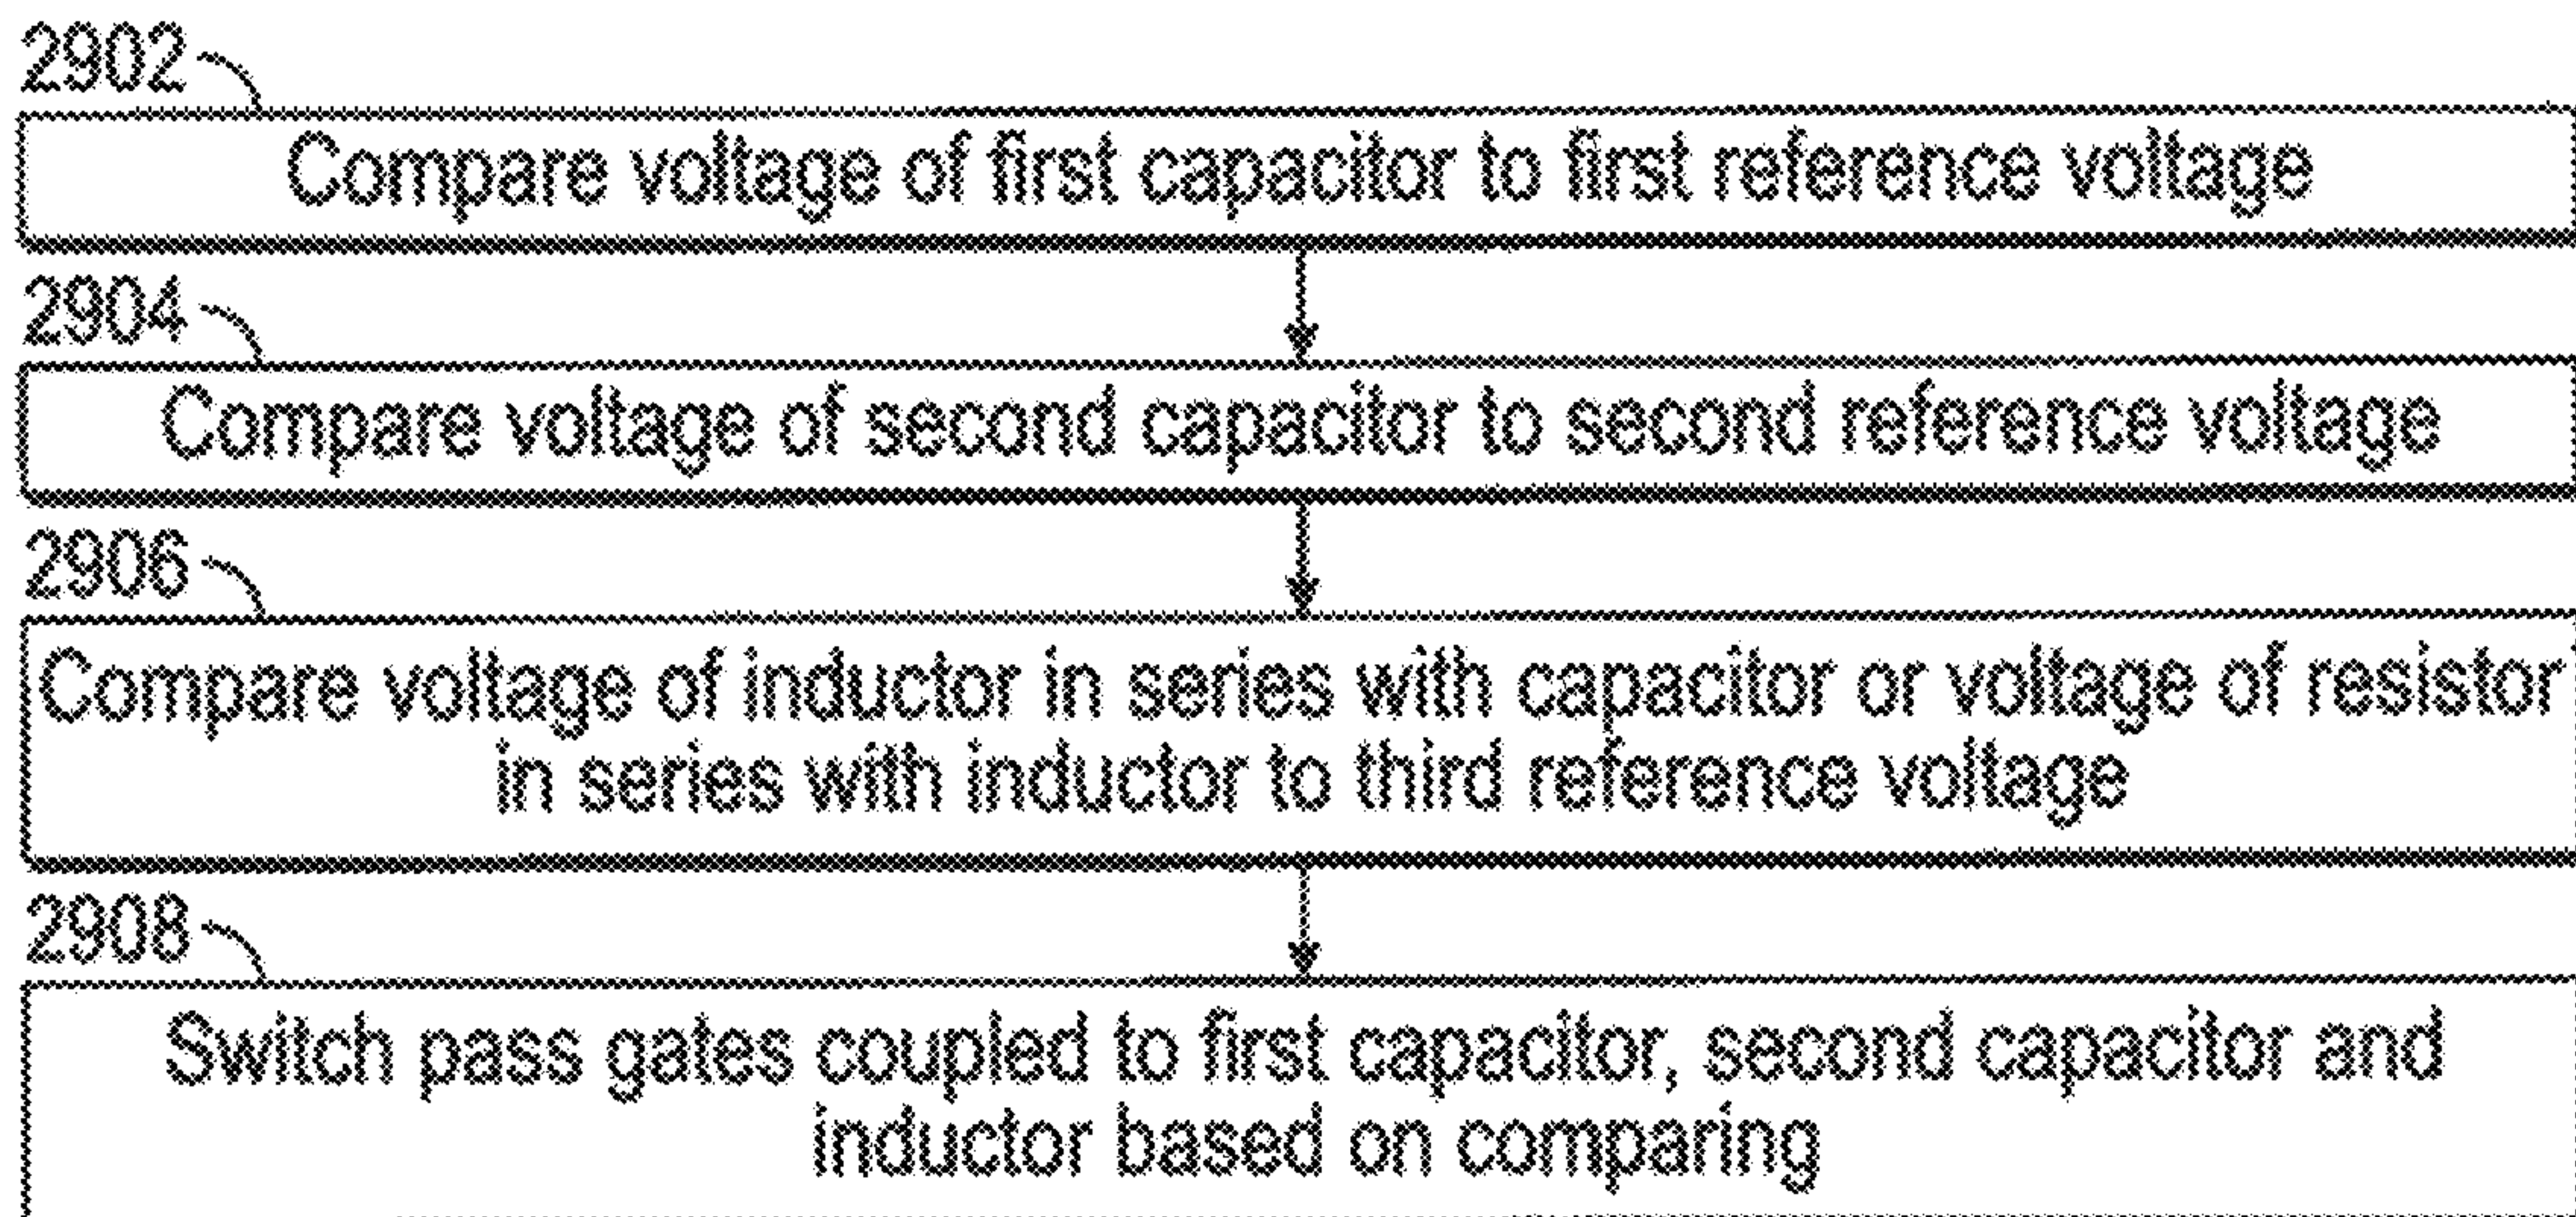 2902
Compare voltage of first capacitor to first reference voltage
2904
Compare voltage of second capacitor to second reference voltage
2906
Compare voltage of inductor in series with capacitor or voltage of resistor
in series with inductor to third reference voltage
2908
Switch pass gates coupled to first capacitor, second capacitor and
inductor based on comparing